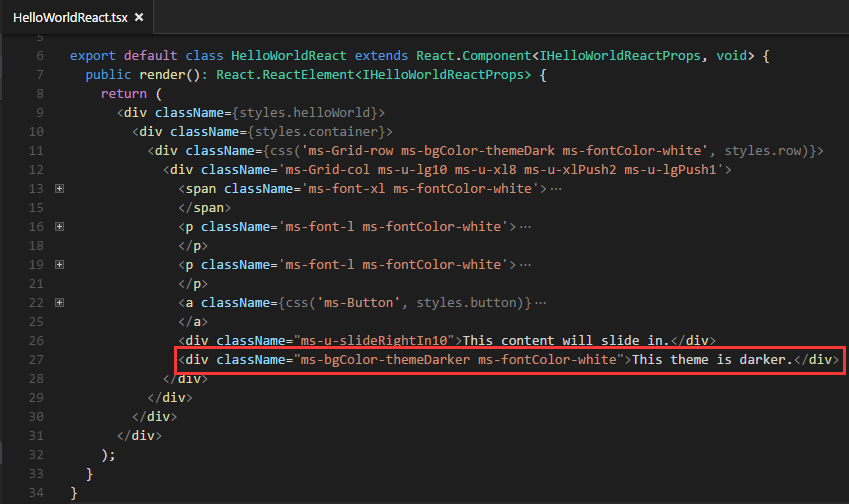 HelloWorldReact.tsx ×
5
6 export default class HelloWorldReact extends React.Component<IHelloWorldReactProps, void> {
7   public render(): React.ReactElement<IHelloWorldReactProps> {
8     return (
9       <div className={styles.helloWorld}>
10         <div className={styles.container}>
11           <div className={css('ms-Grid-row ms-bgColor-themeDark ms-fontColor-white', styles.row)}>
12             <div className='ms-Grid-col ms-u-lg10 ms-u-xl8 ms-u-xlPush2 ms-u-lgPush1'>
13               <span className='ms-font-xl ms-fontColor-white'>…
15               </span>
16               <p className='ms-font-l ms-fontColor-white'>…
18               </p>
19               <p className='ms-font-l ms-fontColor-white'>…
21               </p>
22               <a className={css('ms-Button', styles.button)}…
25               </a>
26               <div className="ms-u-slideRightIn10">This content will slide in.</div>
27               <div className="ms-bgColor-themeDarker ms-fontColor-white">This theme is darker.</div>
28             </div>
29           </div>
30         </div>
31       </div>
32     );
33   }
34 }